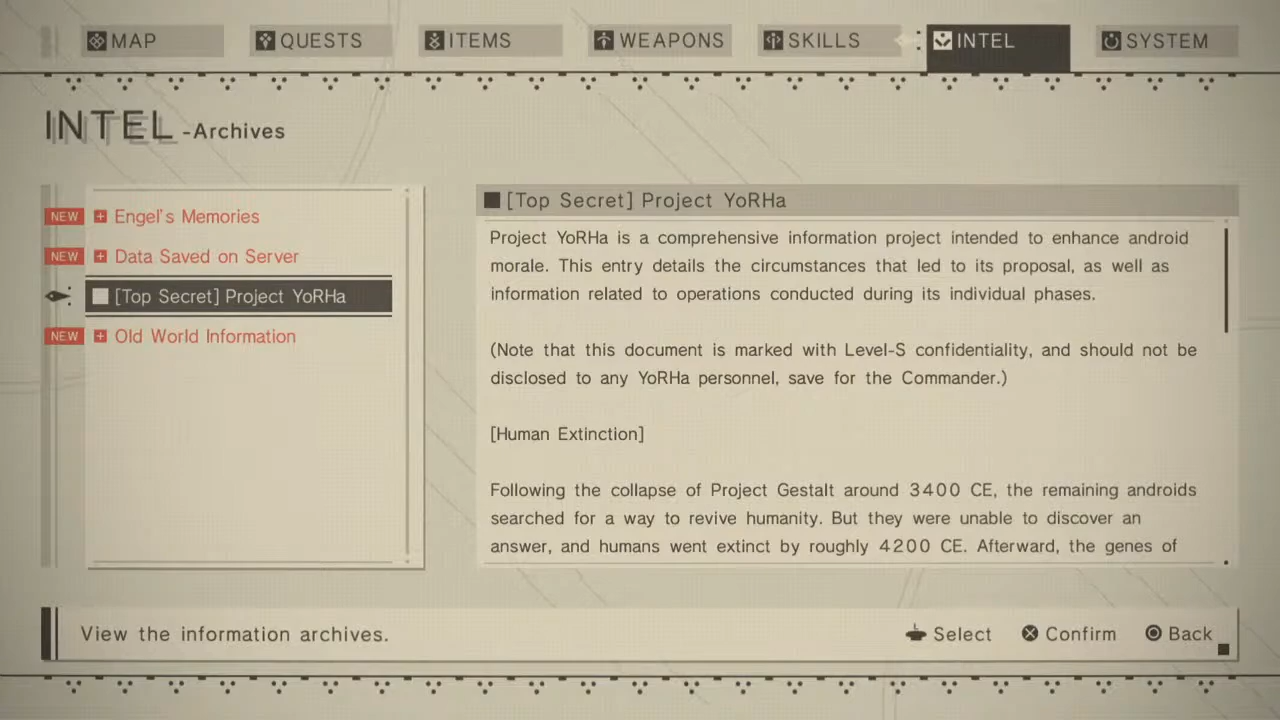 MAP QUESTS ITEMS WEAPONS SKILLS INTEL SYSTEM
INTEL -Archives
NEW Engel's Memories
NEW Data Saved on Server
[Top Secret] Project YoRHa
NEW Old World Information
[Top Secret] Project YoRHa
Project YoRHa is a comprehensive information project intended to enhance android
morale. This entry details the circumstances that led to its proposal, as well as
information related to operations conducted during its individual phases.
(Note that this document is marked with Level-S confidentiality, and should not be
disclosed to any YoRHa personnel, save for the Commander.)
[Human Extinction]
Following the collapse of Project Gestalt around 3400 CE, the remaining androids
searched for a way to revive humanity. But they were unable to discover an
answer, and humans went extinct by roughly 4200 CE. Afterward, the genes of
View the information archives.
Select Confirm Back